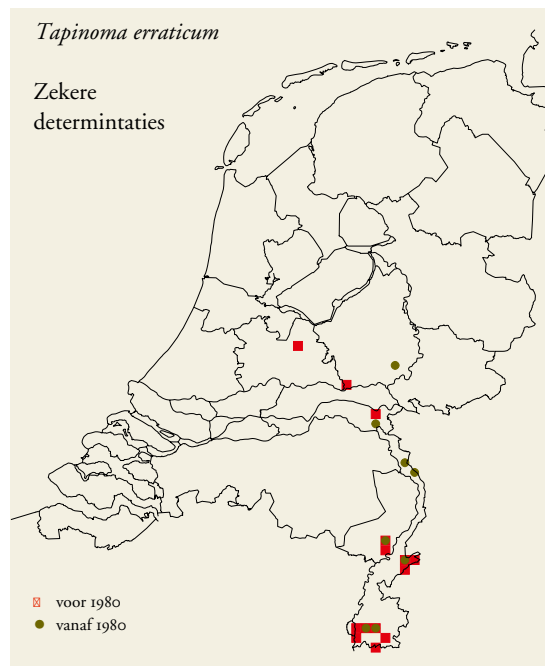 Tapinoma erraticum
Zekere
determintaties
voor 1980
vanaf 1980